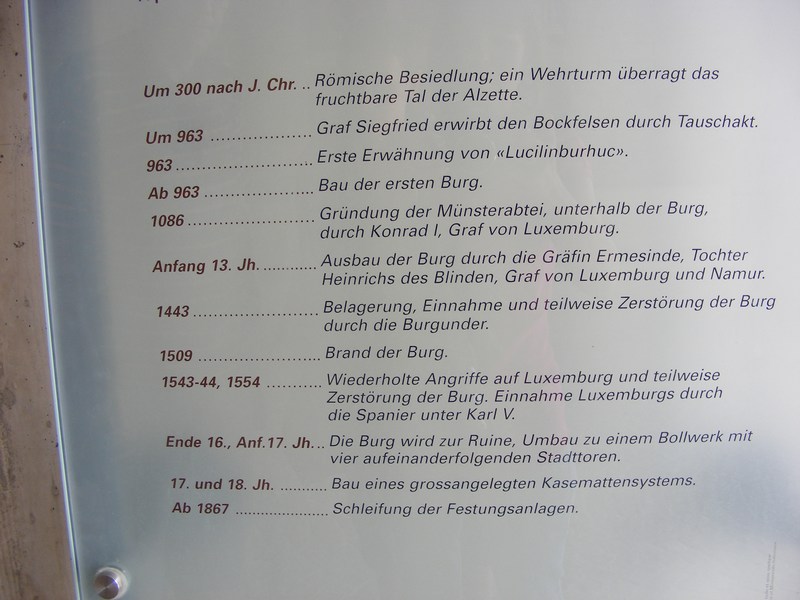 Um 300 nach J. Chr. .. Römische Besiedlung; ein Wehrturm überragt das
fruchtbare Tal der Alzette.
Um 963 ................... Graf Siegfried erwirbt den Bockfelsen durch Tauschakt.
963.......................... Erste Erwähnung von «Lucilinburhuc».
Ab 963 ..................... Bau der ersten Burg.
1086........................ Gründung der Münsterabtei, unterhalb der Burg,
durch Konrad I, Graf von Luxemburg.
Anfang 13. Jh. ............ Ausbau der Burg durch die Gräfin Ermesinde, Tochter
Heinrichs des Blinden, Graf von Luxemburg und Namur.
1443........................ Belagerung, Einnahme und teilweise Zerstörung der Burg
durch die Burgunder.
1509 ....................... Brand der Burg.
1543-44, 1554 ........... Wiederholte Angriffe auf Luxemburg und teilweise
Zerstörung der Burg. Einnahme Luxemburgs durch
die Spanier unter Karl V.
Ende 16., Anf.17. Jh... Die Burg wird zur Ruine, Umbau zu einem Bollwerk mit
vier aufeinanderfolgenden Stadttoren.
17. und 18. Jh. ........... Bau eines grossangelegten Kasemattensystems.
Ab 1867 ...................... Schleifung der Festungsanlagen.